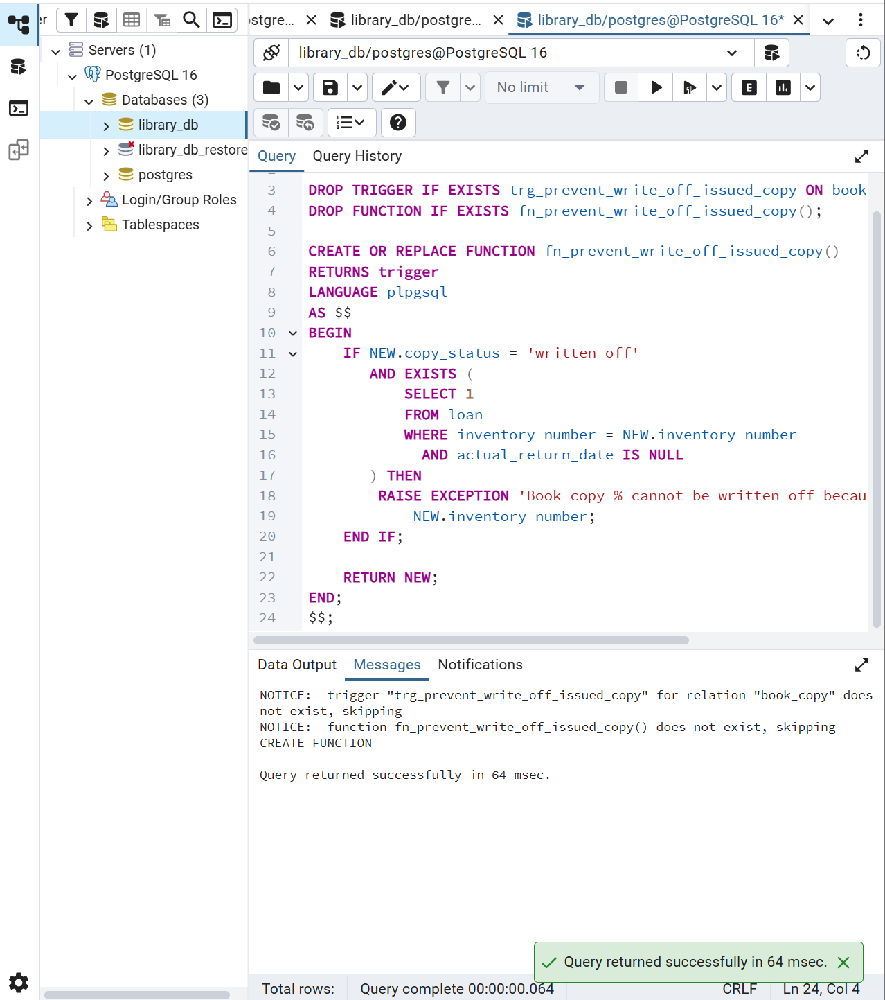 er
Servers (1)
PostgreSQL 16
Databases (3)
library_db
library_db_restore
postgres
Login/Group Roles
Tablespaces
ostgre...
library_db/postgre...
library_db/postgres@PostgreSQL 16*
library_db/postgres@PostgreSQL 16
No limit
E
Query
Query History
3 DROP TRIGGER IF EXISTS trg_prevent_write_off_issued_copy ON book_
4 DROP FUNCTION IF EXISTS fn_prevent_write_off_issued_copy();
5
6 CREATE OR REPLACE FUNCTION fn_prevent_write_off_issued_copy()
7 RETURNS trigger
8 LANGUAGE plpgsql
9 AS $$
10 BEGIN
11 IF NEW.copy_status = 'written off'
12 AND EXISTS (
13 SELECT 1
14 FROM loan
15 WHERE inventory_number = NEW.inventory_number
16 AND actual_return_date IS NULL
17 ) THEN
18 RAISE EXCEPTION 'Book copy % cannot be written off becau
19 NEW.inventory_number;
20 END IF;
21
22 RETURN NEW;
23 END;
24 $$;
Data Output
Messages
Notifications
NOTICE:  trigger "trg_prevent_write_off_issued_copy" for relation "book_copy" does
not exist, skipping
NOTICE:  function fn_prevent_write_off_issued_copy() does not exist, skipping
CREATE FUNCTION
Query returned successfully in 64 msec.
Query returned successfully in 64 msec.
Total rows:
Query complete 00:00:00.064
CRLF
Ln 24, Col 4